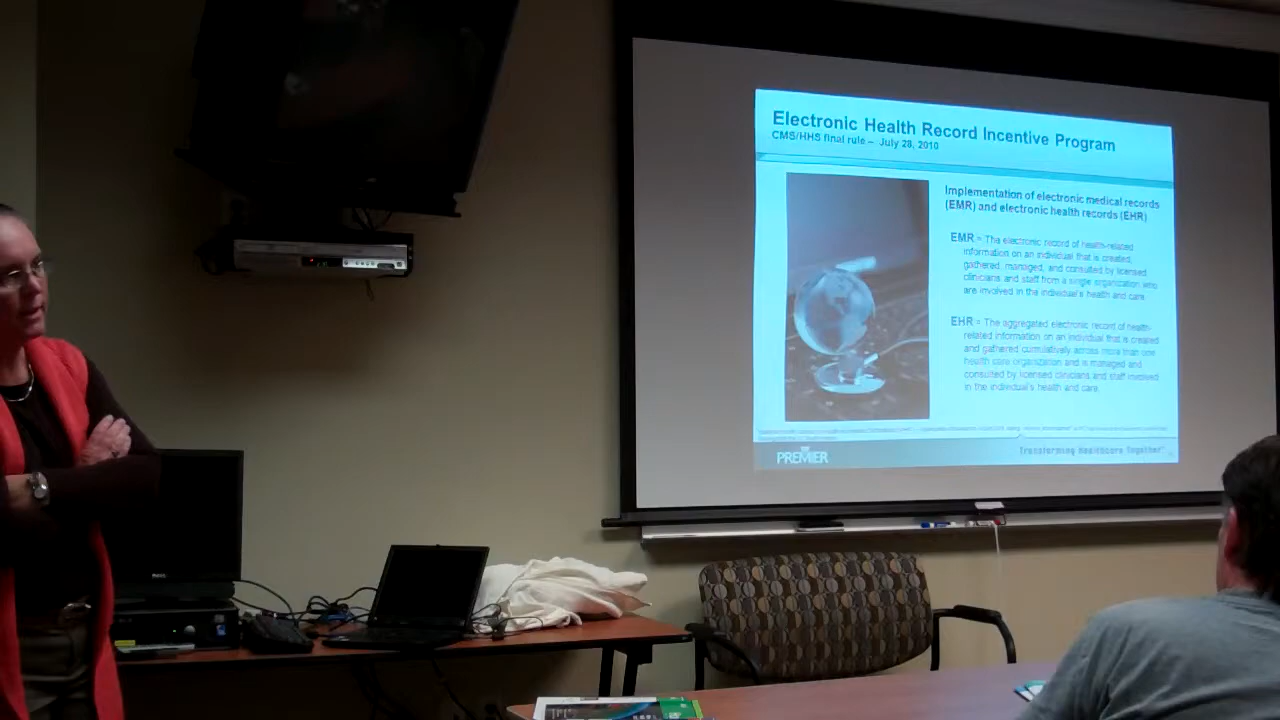 Electronic Health Record Incentive Program
CMS/HHS final rule – July 28, 2010
Implementation of electronic medical records
(EMR) and electronic health records (EHR)
EMR = The electronic record of health-related
information on an individual that is created,
gathered, managed, and consulted by licensed
clinicians and staff from a single organization who
are involved in the individual's health and care.
EHR = The aggregated electronic record of health-
related information on an individual that is created
and gathered cumulatively across more than one
health care organization and is managed and
consulted by licensed clinicians and staff involved
in the individual's health and care.
PREMIER
Transforming Healthcare Together